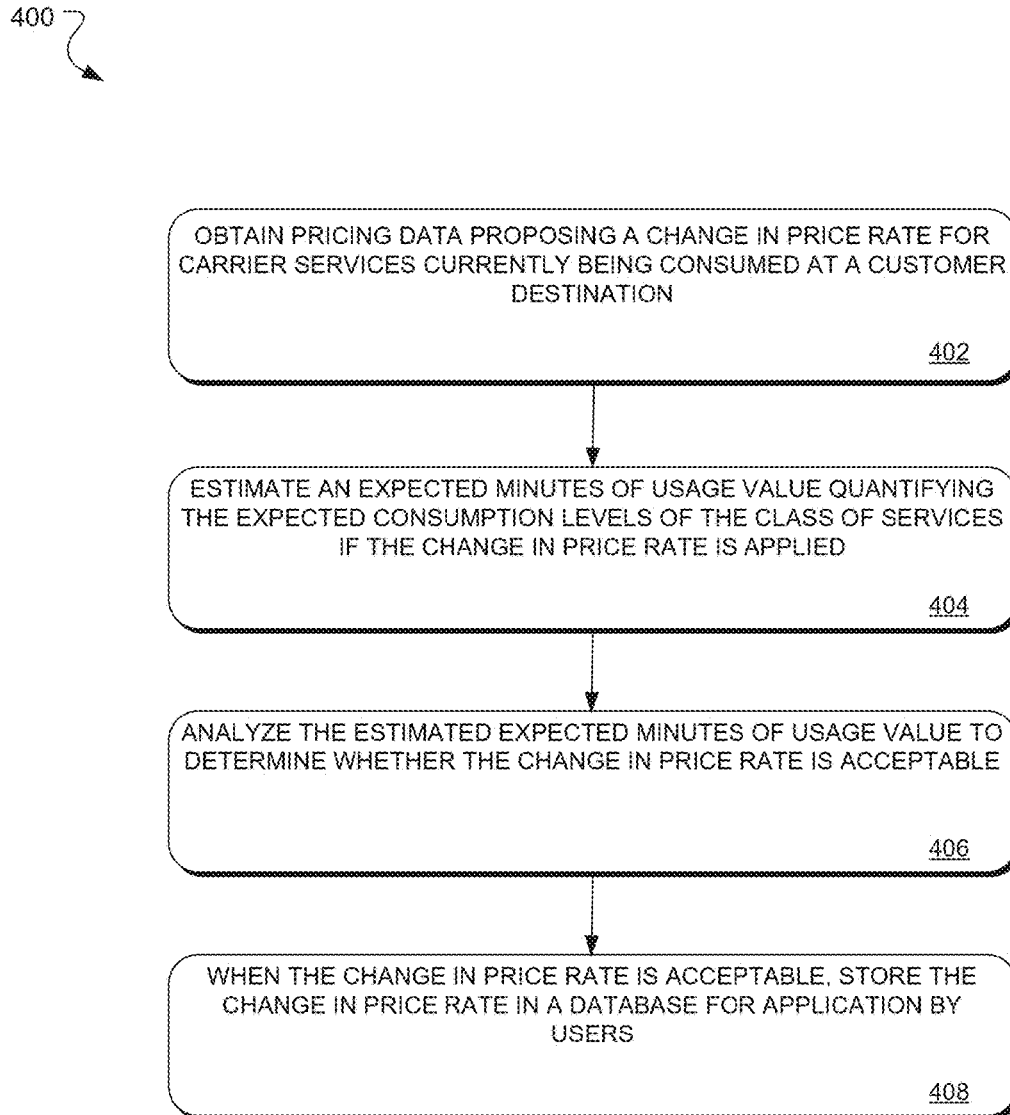 400
OBTAIN PRICING DATA PROPOSING A CHANGE IN PRICE RATE FOR
CARRIER SERVICES CURRENTLY BEING CONSUMED AT A CUSTOMER
DESTINATION
402
ESTIMATE AN EXPECTED MINUTES OF USAGE VALUE QUANTIFYING
THE EXPECTED CONSUMPTION LEVELS OF THE CLASS OF SERVICES
IF THE CHANGE IN PRICE RATE IS APPLIED
404
ANALYZE THE ESTIMATED EXPECTED MINUTES OF USAGE VALUE TO
DETERMINE WHETHER THE CHANGE IN PRICE RATE IS ACCEPTABLE
406
WHEN THE CHANGE IN PRICE RATE IS ACCEPTABLE, STORE THE
CHANGE IN PRICE RATE IN A DATABASE FOR APPLICATION BY
USERS
408